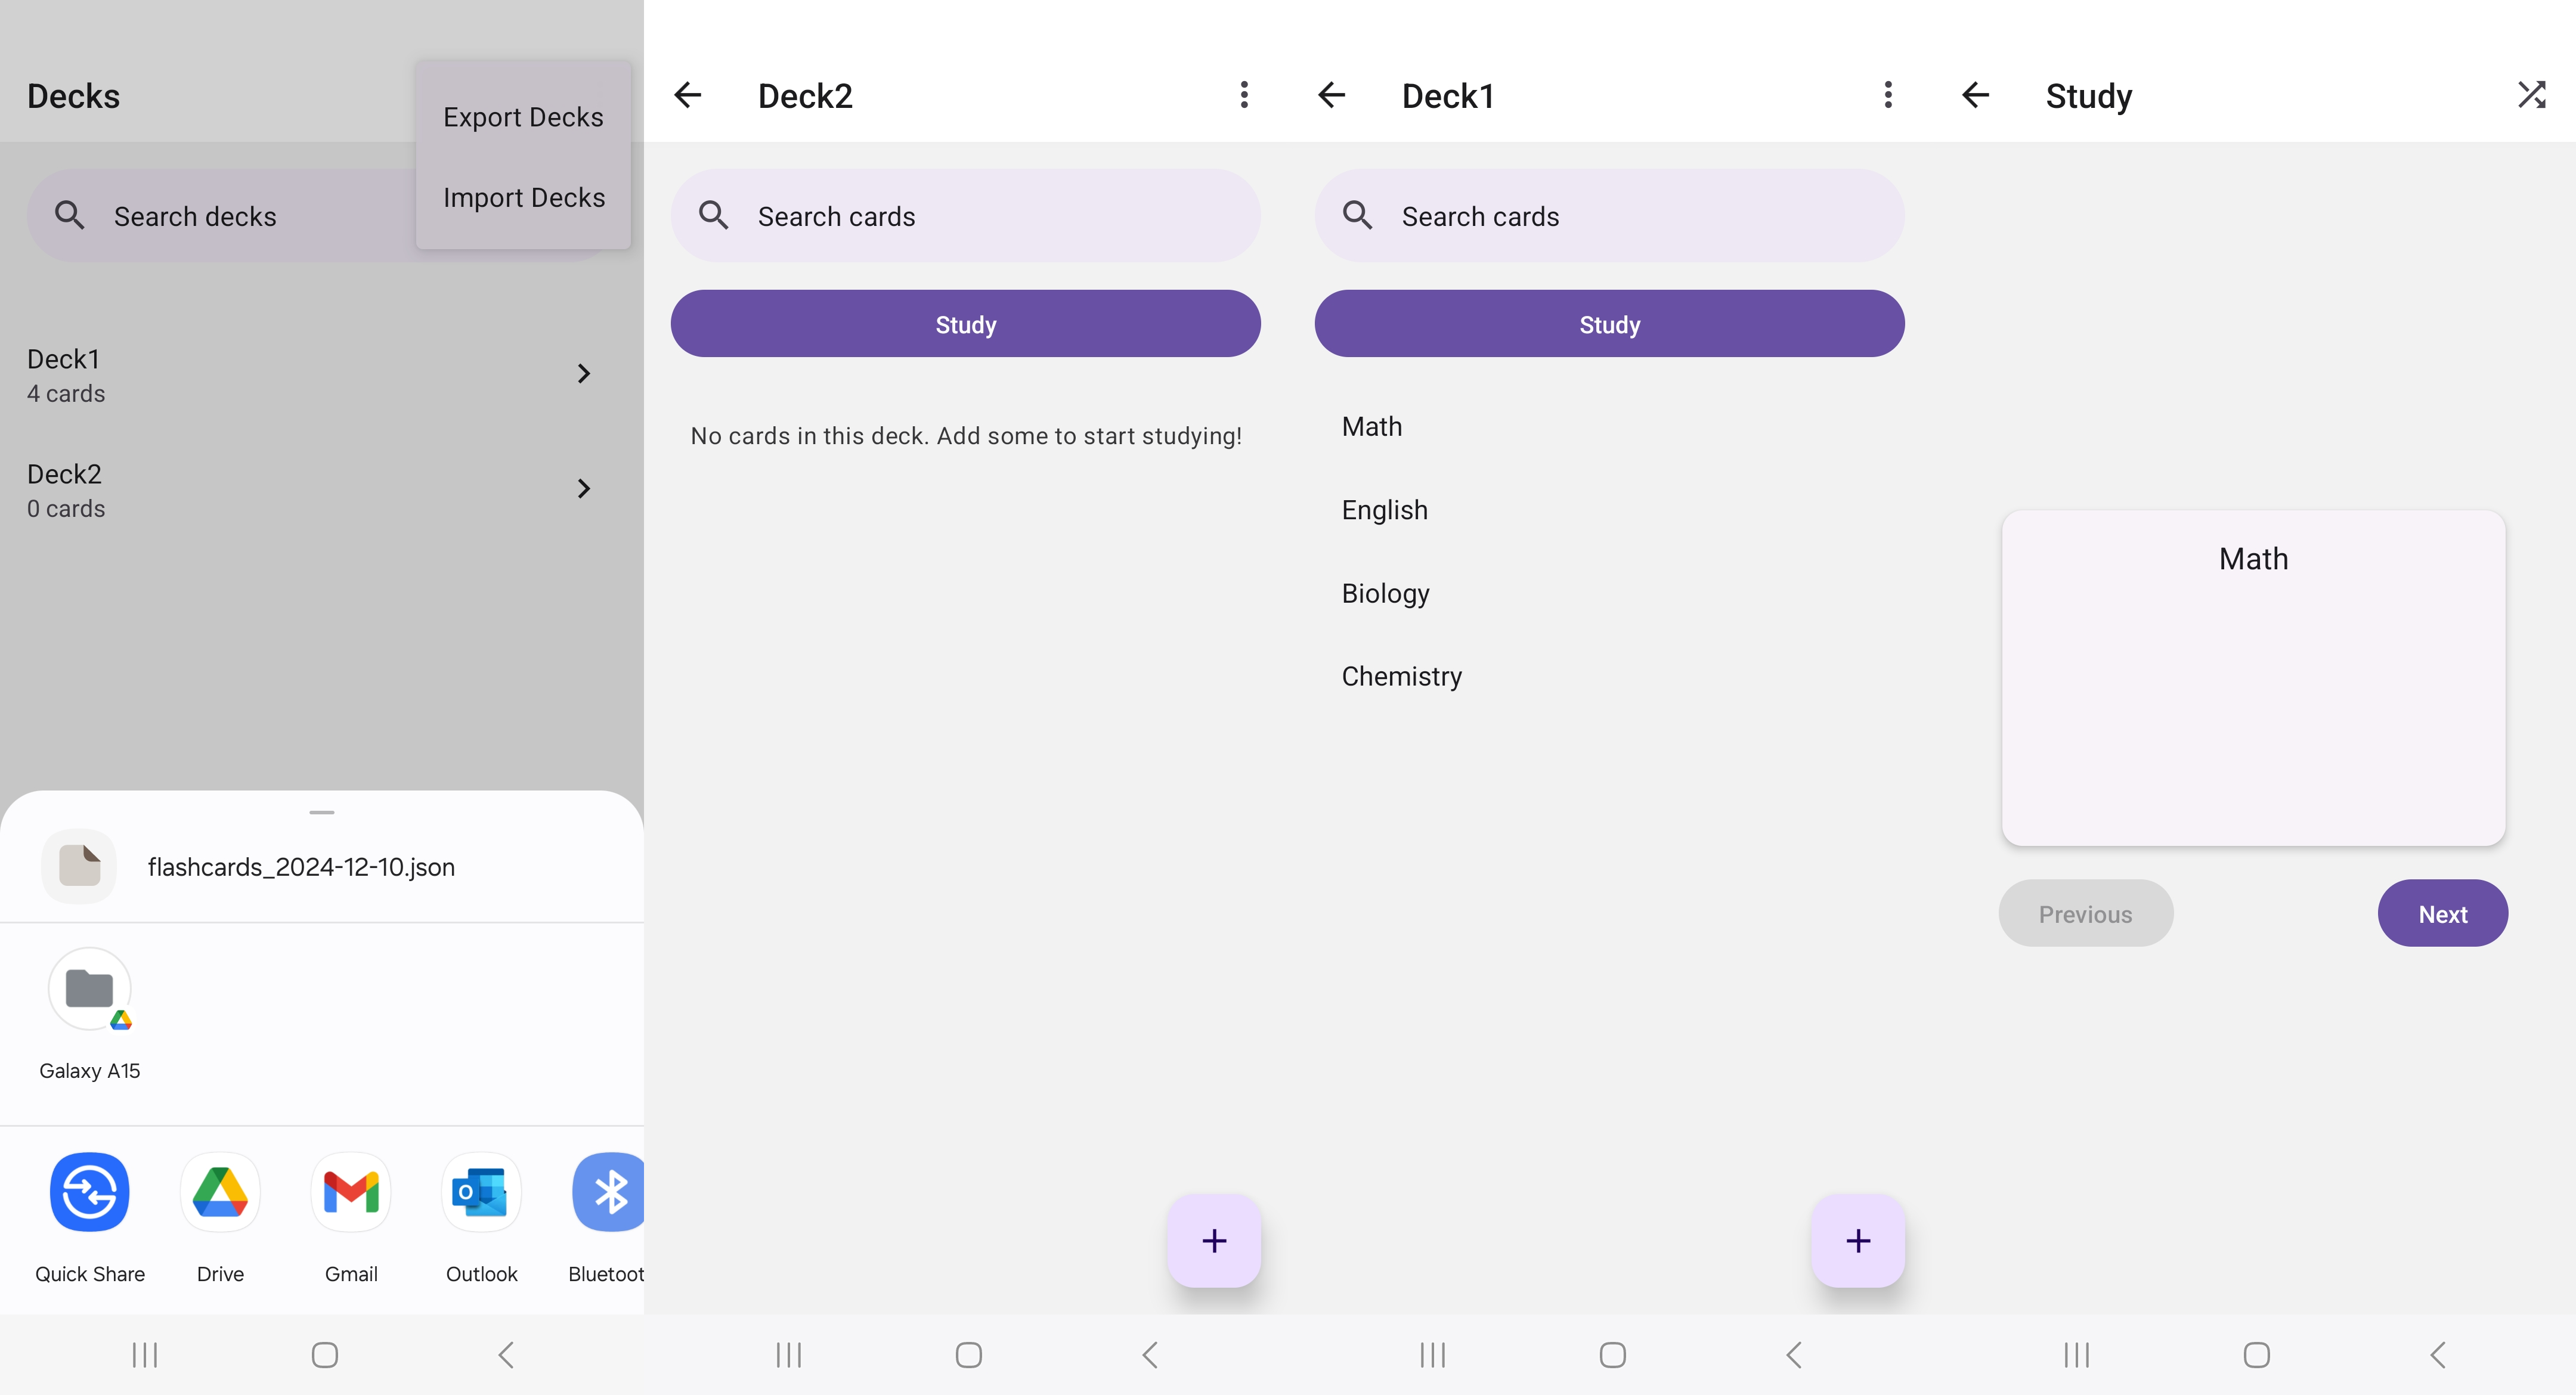 Decks
Export Decks
Import Decks
Search decks
Deck1
4 cards
Deck2
0 cards
flashcards_2024-12-10.json
Galaxy A15
Quick Share
Drive
Gmail
Outlook
Bluetoot
Deck2
Search cards
Study
No cards in this deck. Add some to start studying!
Deck1
Search cards
Study
Math
English
Biology
Chemistry
Study
Math
Previous
Next